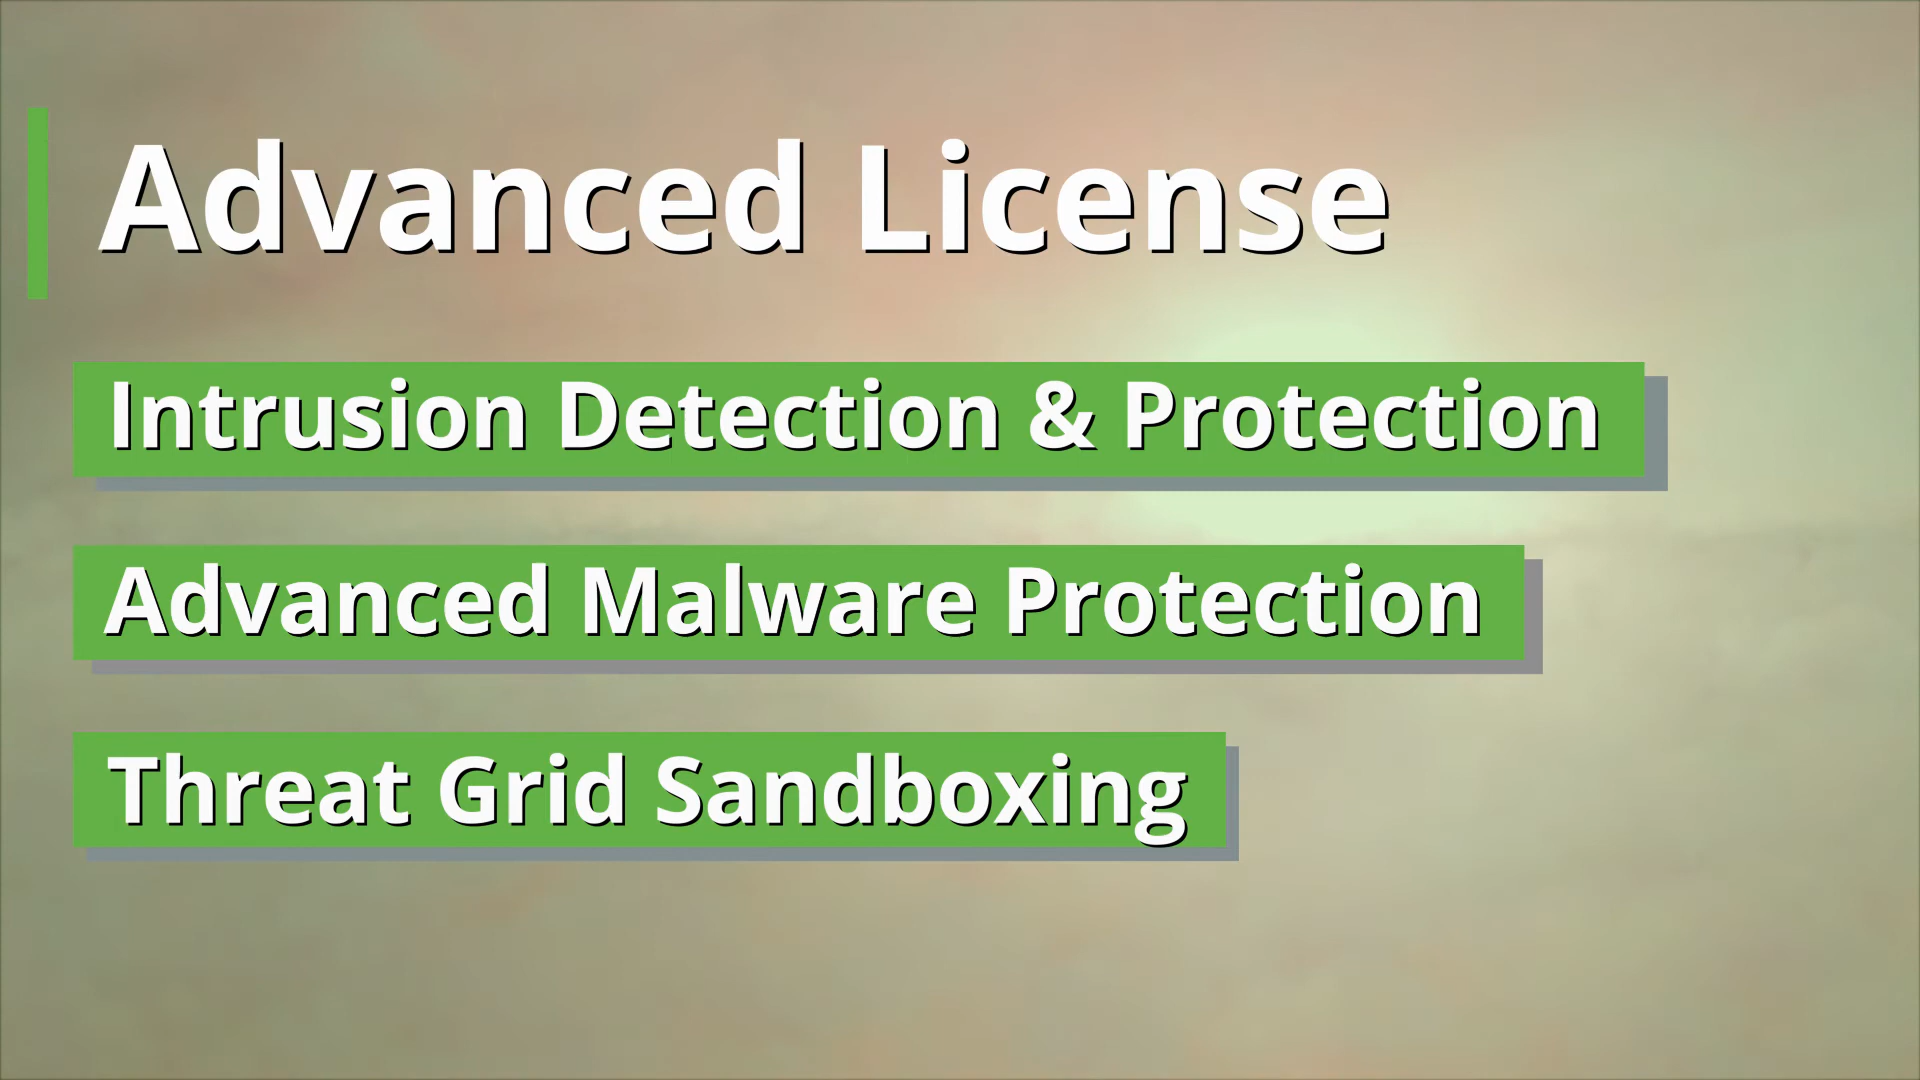 Advanced License
Intrusion Detection & Protection
Advanced Malware Protection
Threat Grid Sandboxing